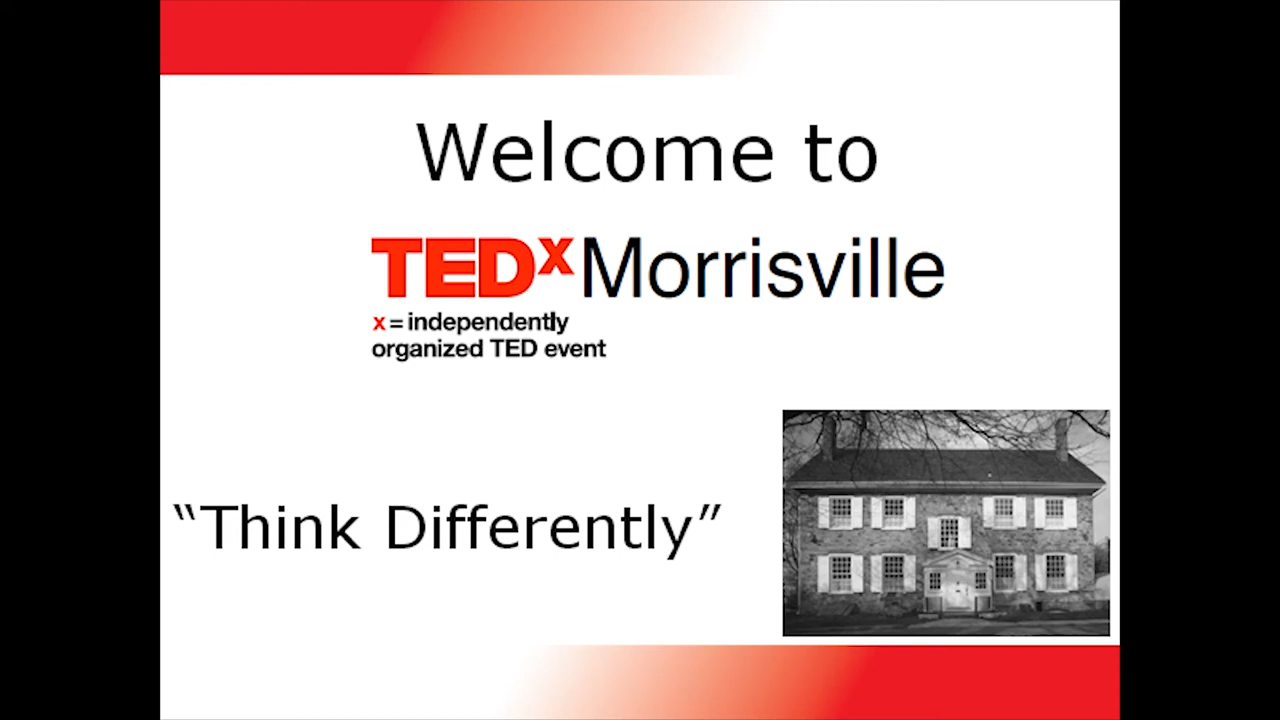 Welcome to
TEDx Morrisville
x = independently
organized TED event
“Think Differently”